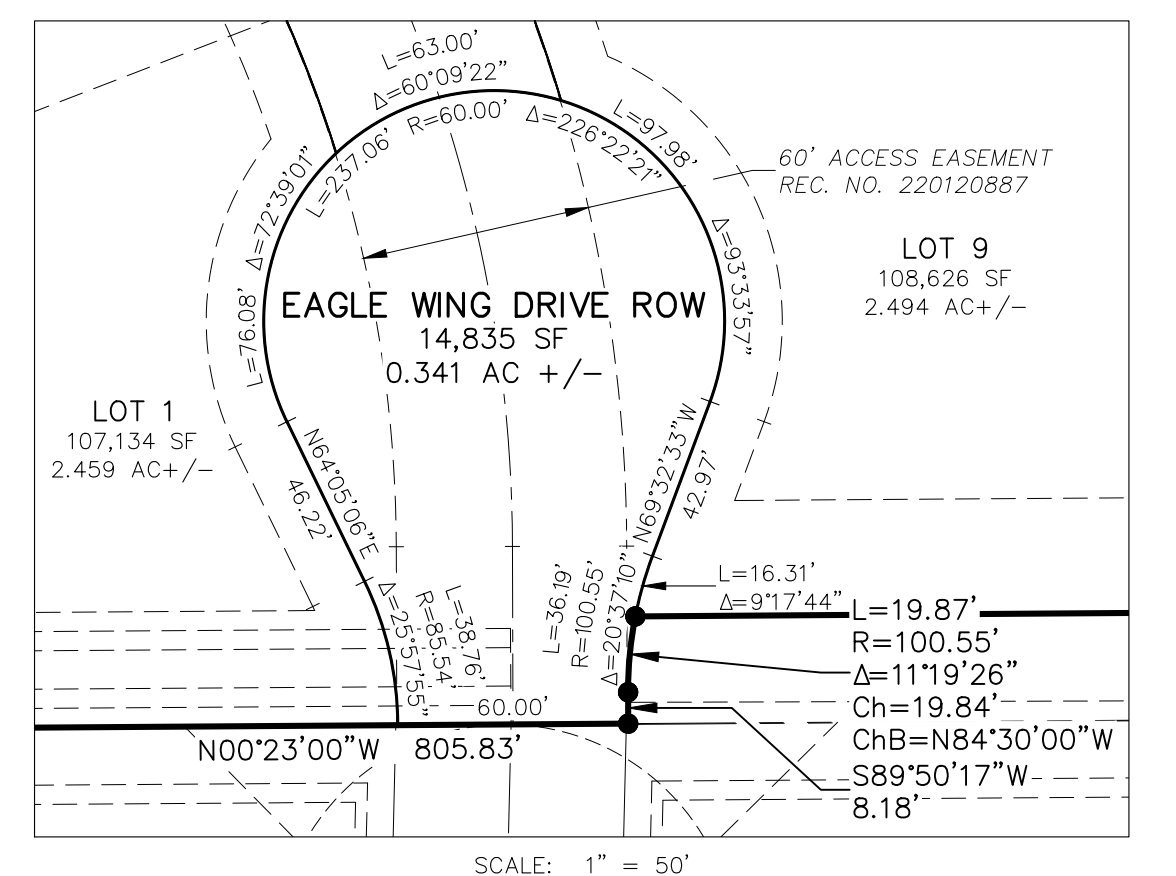 L=63.00'
Δ=60°09'22"
R=60.00'
Δ=226°22'21"
L=97.98'
L=237.06'
Δ=72°39'01"
L=76.08'
Δ=93°33'57"
60' ACCESS EASEMENT
REC. NO. 220120887
LOT 9
108,626 SF
2.494 AC+/-
EAGLE WING DRIVE ROW
14,835 SF
0.341 AC +/-
LOT 1
107,134 SF
2.459 AC+/-
N64°05'06"E
46.22'
N69°32'33"W
42.97'
Δ=25°57'55"
R=85.54'
L=38.76'
L=36.19'
R=100.55'
Δ=20°37'10"
L=16.31'
Δ=9°17'44"
L=19.87'
R=100.55'
Δ=11°19'26"
Ch=19.84'
ChB=N84°30'00"W
S89°50'17"W
8.18'
60.00'
N00°23'00"W 805.83'
SCALE: 1" = 50'